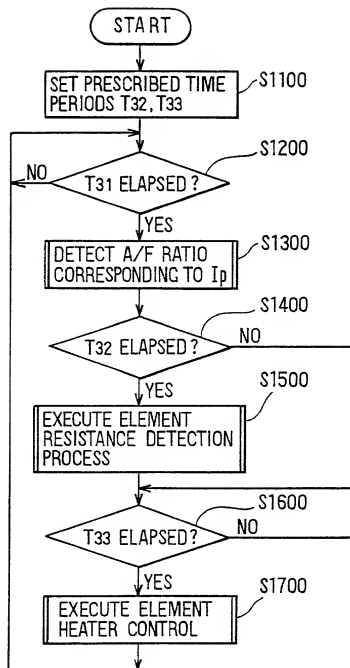 START
SET PRESCRIBED TIME
PERIODS T32, T33
S1100
S1200
T31 ELAPSED?
NO
YES
DETECT A/F RATIO
CORRESPONDING TO Ip
S1300
S1400
T32 ELAPSED?
NO
YES
EXECUTE ELEMENT
RESISTANCE DETECTION
PROCESS
S1500
S1600
T33 ELAPSED?
NO
YES
EXECUTE ELEMENT
HEATER CONTROL
S1700